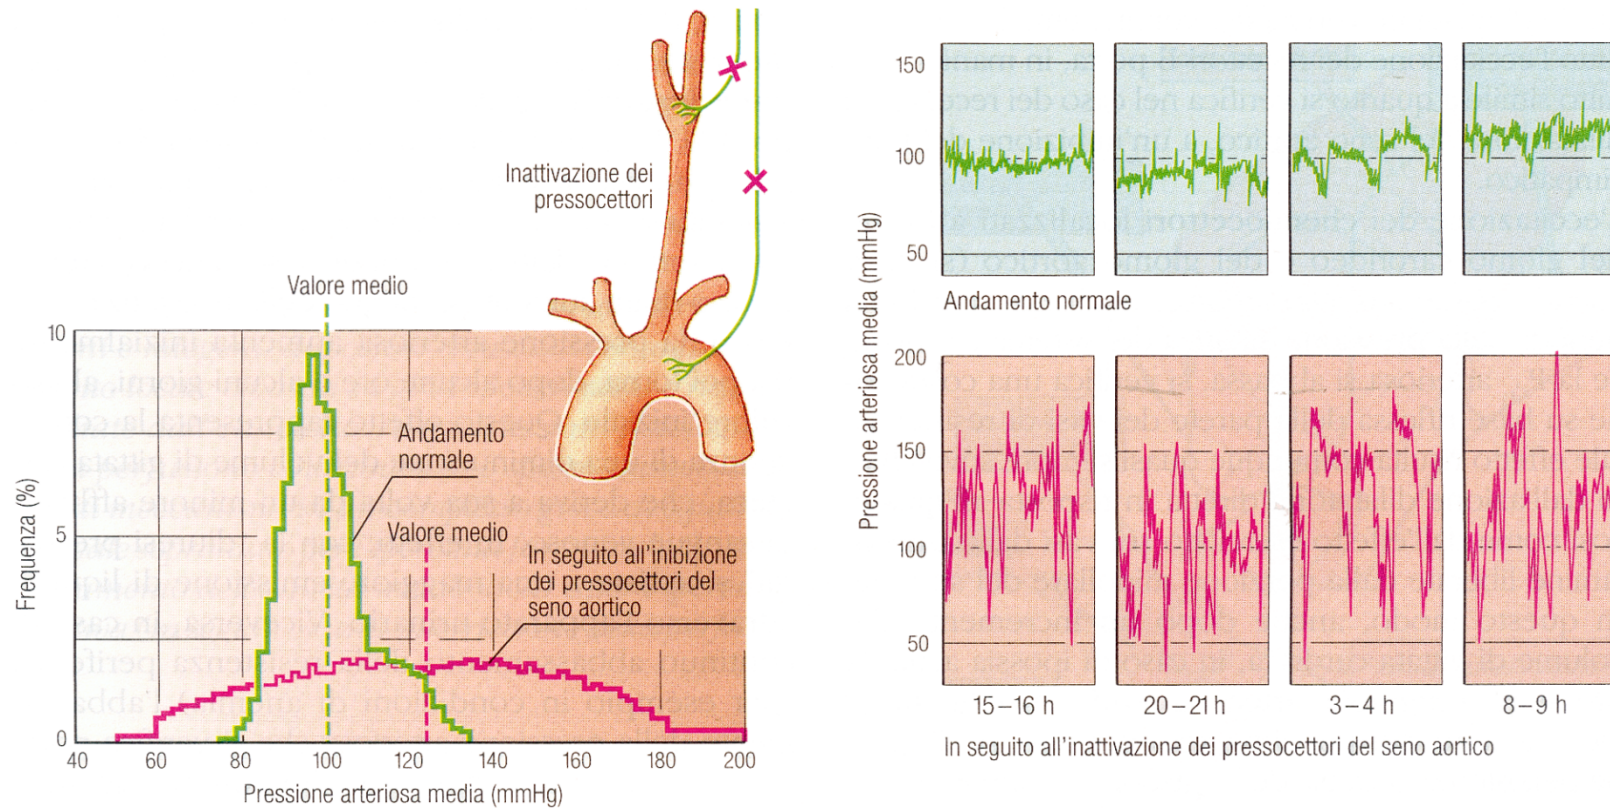 Inattivazione dei
pressocettori
Valore medio
10
5
0
Frequenza (%)
Andamento
normale
Valore medio
In seguito all'inibizione
dei pressocettori del
seno aortico
40
60
80
100
120
140
160
180
200
Pressione arteriosa media (mmHg)
150
100
50
Andamento normale
Pressione arteriosa media (mmHg)
200
150
100
50
15–16 h
20–21 h
3–4 h
8–9 h
In seguito all'inattivazione dei pressocettori del seno aortico